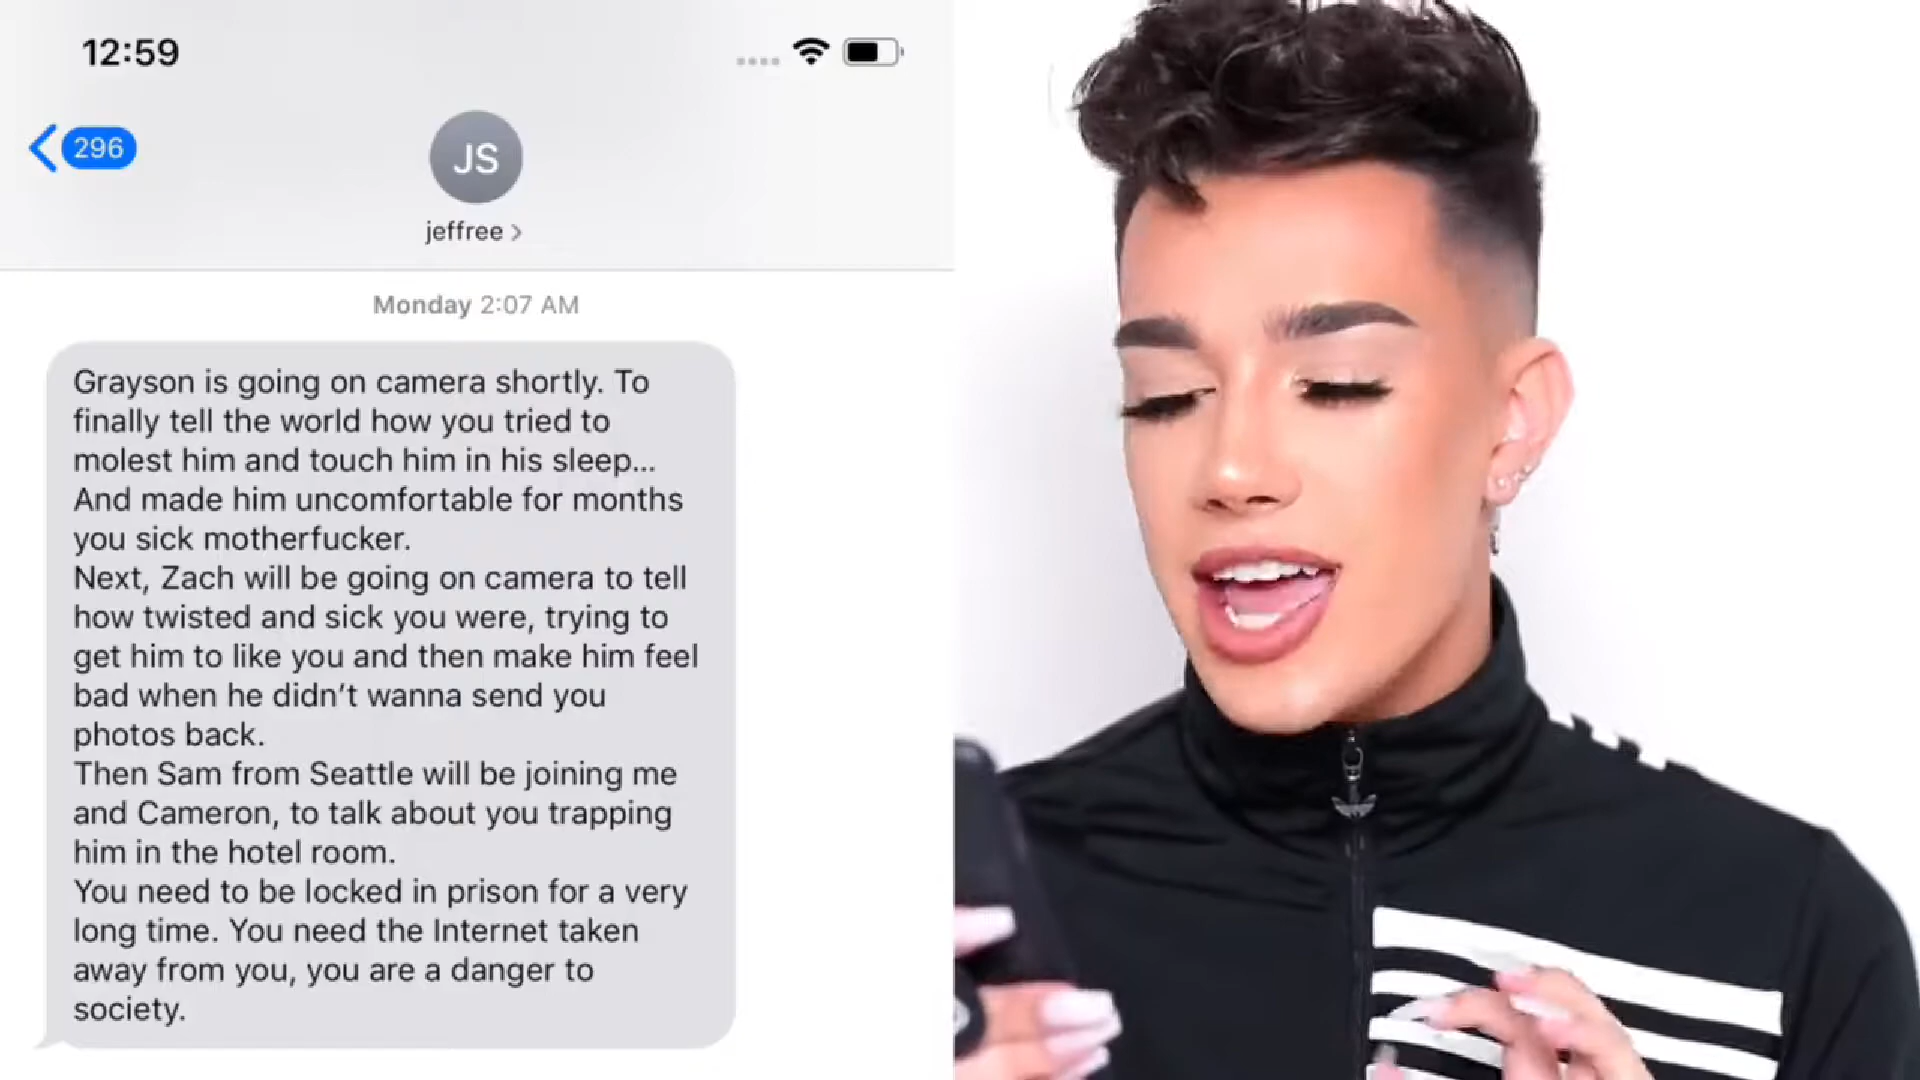 12:59
296
JS
jeffree >
Monday 2:07 AM
Grayson is going on camera shortly. To
finally tell the world how you tried to
molest him and touch him in his sleep...
And made him uncomfortable for months
you sick motherfucker.
Next, Zach will be going on camera to tell
how twisted and sick you were, trying to
get him to like you and then make him feel
bad when he didn’t wanna send you
photos back.
Then Sam from Seattle will be joining me
and Cameron, to talk about you trapping
him in the hotel room.
You need to be locked in prison for a very
long time. You need the Internet taken
away from you, you are a danger to
society.